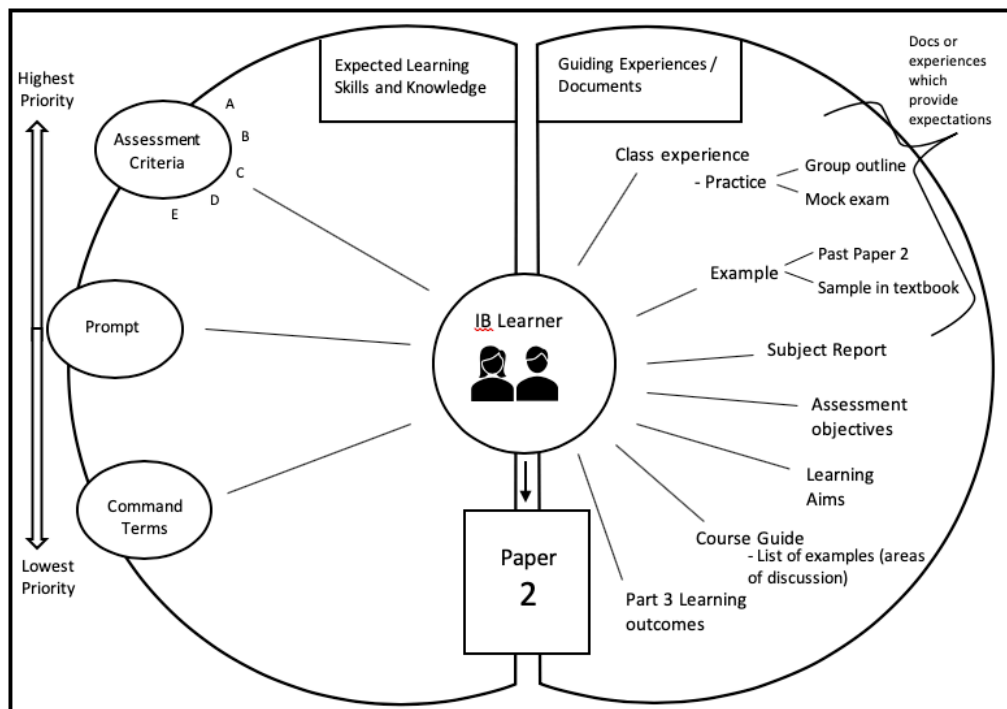 Highest
Priority
Lowest
Priority
Expected Learning
Skills and Knowledge
Assessment
Criteria
A
B
C
D
E
Prompt
Command
Terms
IB Learner
Paper
2
Guiding Experiences /
Documents
Docs or
experiences
which
provide
expectations
Class experience
- Practice
Group outline
Mock exam
Example
Past Paper 2
Sample in textbook
Subject Report
Assessment
objectives
Learning
Aims
Course Guide
- List of examples (areas
of discussion)
Part 3 Learning
outcomes